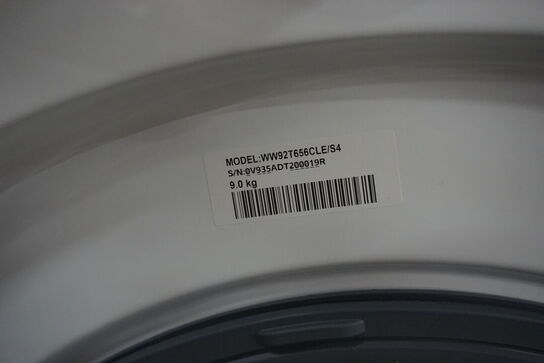 MODEL:WW92T656CLE/S4
S/N:0V935ADT200019R
9.0 kg